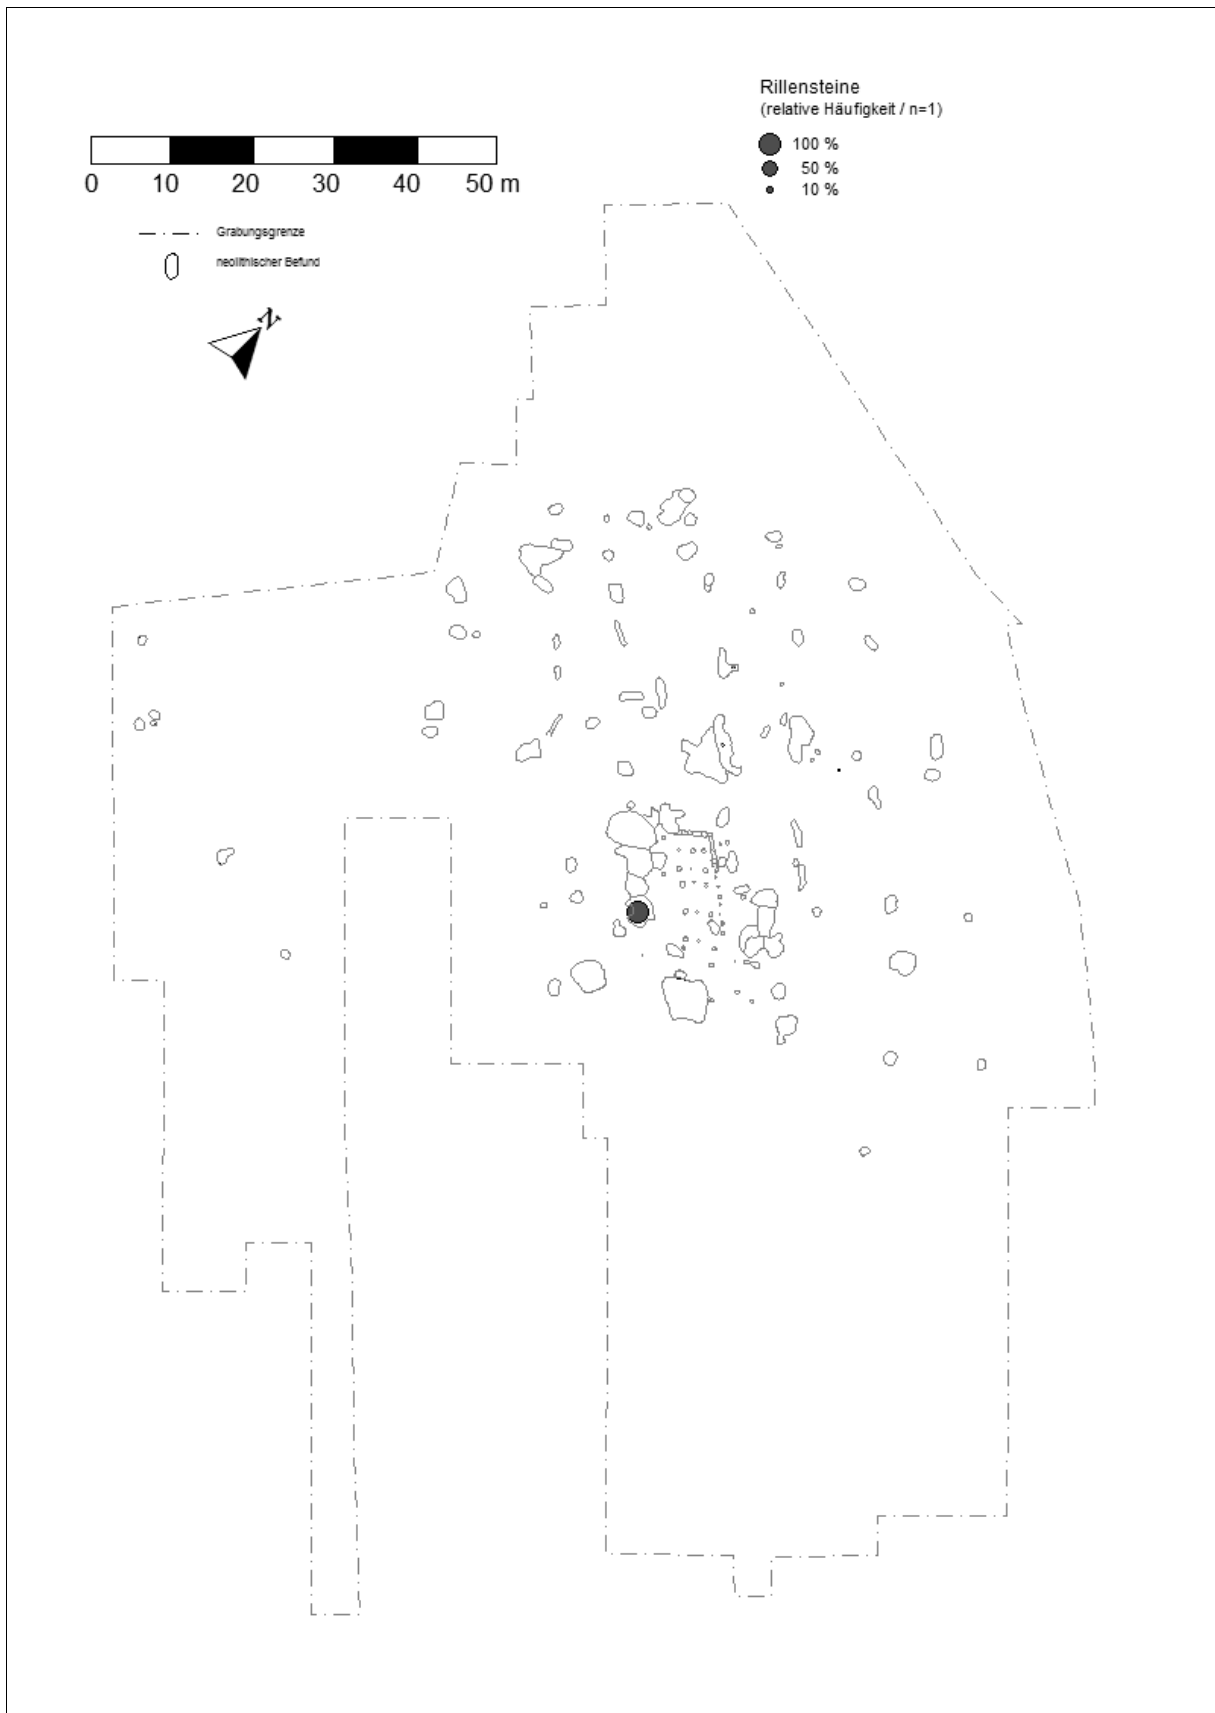 Rillensteine
(relative Häufigkeit / n=1)
100 %
50 %
10 %
0 10 20 30 40 50 m
Grabungsgrenze
neolithischer Befund
N